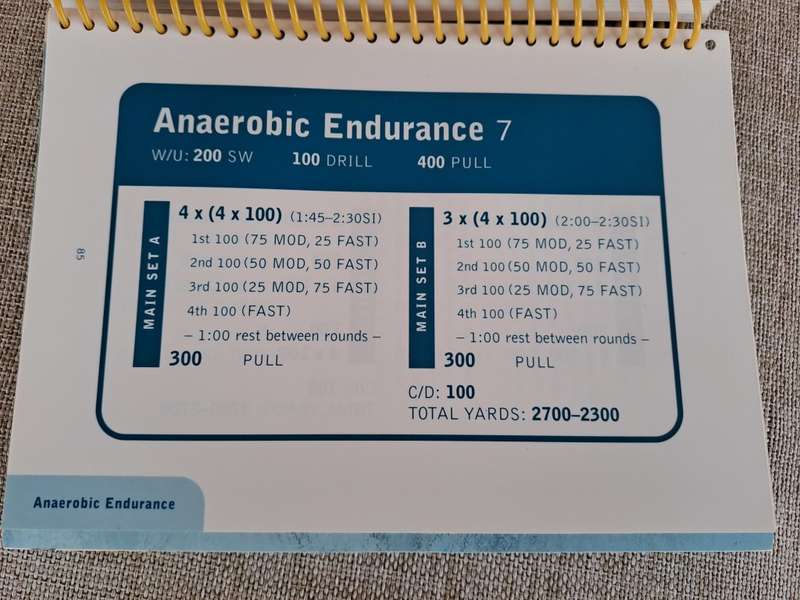 Anaerobic Endurance 7
W/U: 200 SW 100 DRILL 400 PULL
MAIN SET A
4 x (4 x 100) (1:45–2:30SI)
1st 100 (75 MOD, 25 FAST)
2nd 100 (50 MOD, 50 FAST)
3rd 100 (25 MOD, 75 FAST)
4th 100 (FAST)
– 1:00 rest between rounds –
300 PULL
MAIN SET B
3 x (4 x 100) (2:00–2:30SI)
1st 100 (75 MOD, 25 FAST)
2nd 100 (50 MOD, 50 FAST)
3rd 100 (25 MOD, 75 FAST)
4th 100 (FAST)
– 1:00 rest between rounds –
300 PULL
C/D: 100
TOTAL YARDS: 2700–2300
85
Anaerobic Endurance